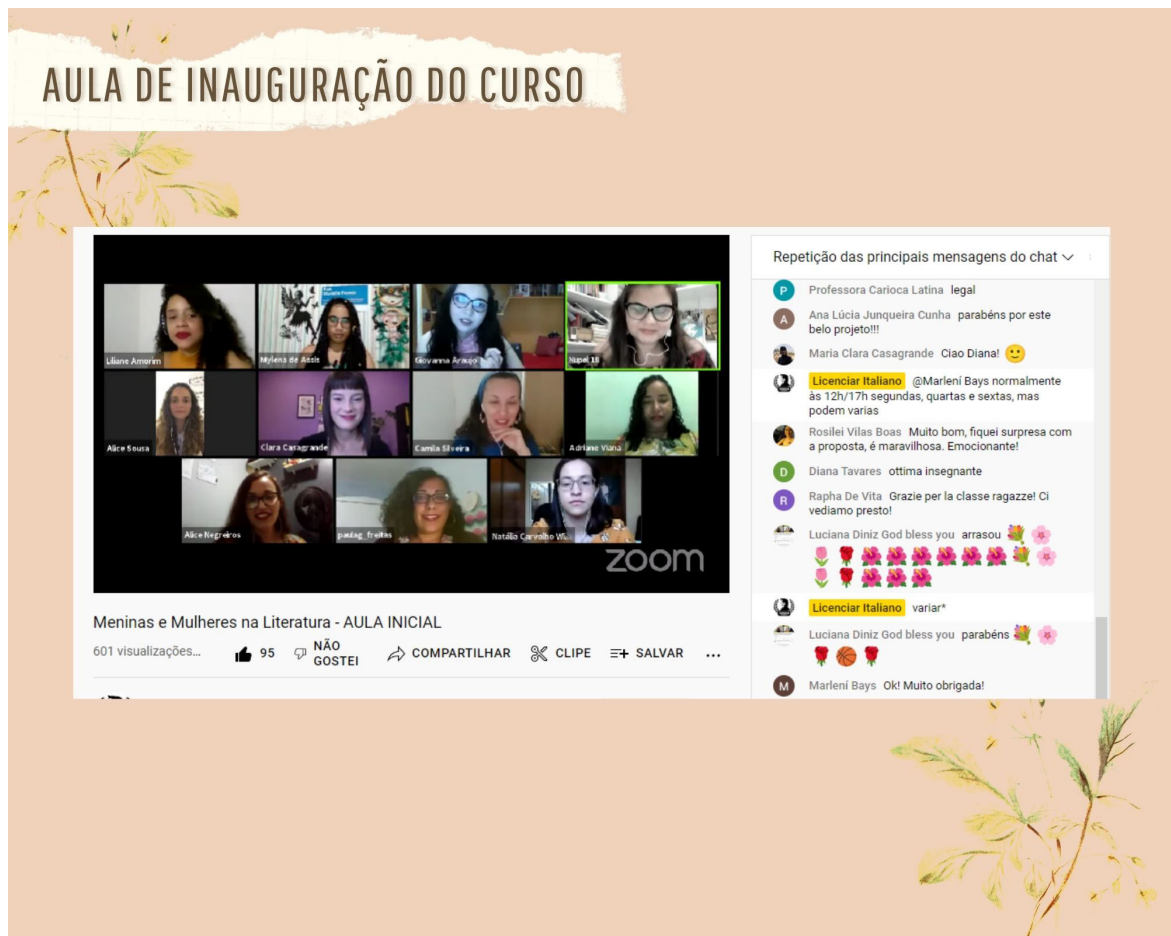 AULA DE INAUGURAÇÃO DO CURSO
Liliane Amorim
Mylena de Assis
Giovanna Araujo
Nupel 18
Alice Sousa
Clara Casagrande
Camila Silveira
Adriane Viana
Alice Negreiros
paulag_freitas
Natália Carvalho
zoom
Meninas e Mulheres na Literatura - AULA INICIAL
601 visualizações...
95
NÃO
GOSTEI
COMPARTILHAR
CLIPE
SALVAR
...
Repetição das principais mensagens do chat
P Professora Carioca Latina legal
A Ana Lúcia Junqueira Cunha parabéns por este
belo projeto!!!
Maria Clara Casagrande Ciao Diana! 🙂
Licenciar Italiano @Marlení Bays normalmente
às 12h/17h segundas, quartas e sextas, mas
podem varias
Rosilei Vilas Boas Muito bom, fiquei surpresa com
a proposta, é maravilhosa. Emocionante!
D Diana Tavares ottima insegnante
R Rapha De Vita Grazie per la classe ragazze! Ci
vediamo presto!
Luciana Diniz God bless you arrasou 💐🌸
🌷🌹🌺🌺🌺🌺🌺🌺💐🌸
🌷🌹🌺🌺🌺
Licenciar Italiano variar*
Luciana Diniz God bless you parabéns 💐🌸
🌹🏀🌹
M Marlení Bays Ok! Muito obrigada!